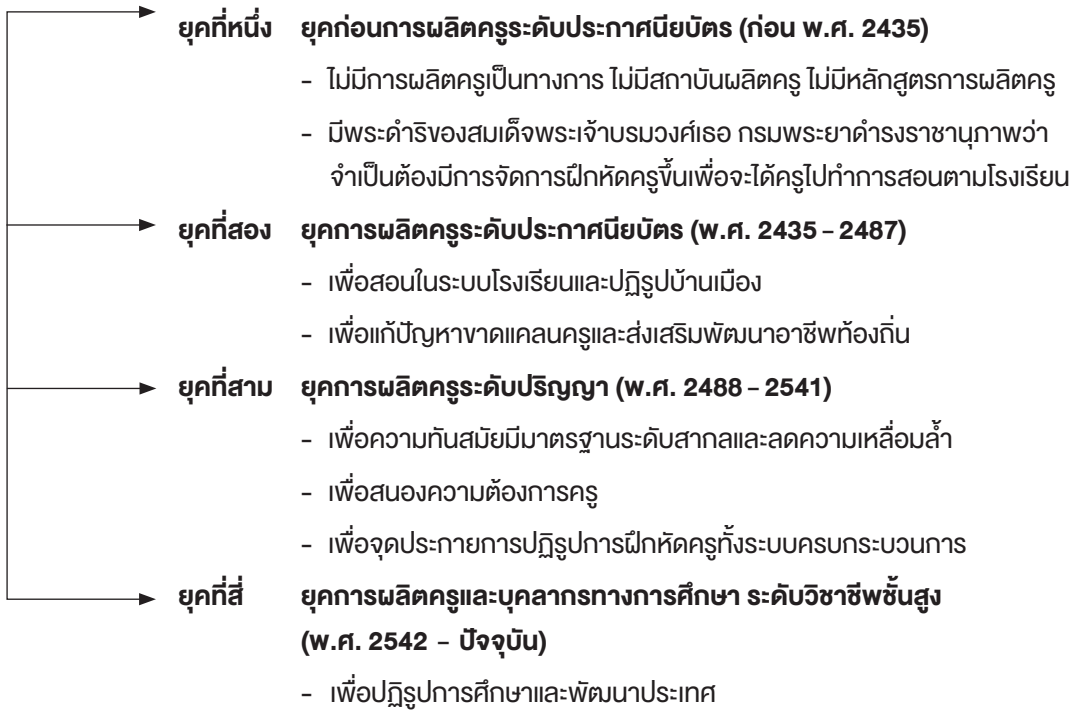 ยุคที่หนึ่ง ยุคก่อนการผลิตครูระดับประกาศนียบัตร (ก่อน พ.ศ. 2435)
- ไม่มีการผลิตครูเป็นทางการ ไม่มีสถาบันผลิตครู ไม่มีหลักสูตรการผลิตครู
- มีพระดำริของสมเด็จพระเจ้าบรมวงศ์เธอ กรมพระยาดำรงราชานุภาพว่า
จำเป็นต้องมีการจัดการฝึกหัดครูขึ้นเพื่อจะได้ครูไปทำการสอนตามโรงเรียน
ยุคที่สอง ยุคการผลิตครูระดับประกาศนียบัตร (พ.ศ. 2435 - 2487)
- เพื่อสอนในระบบโรงเรียนและปฏิรูปบ้านเมือง
- เพื่อแก้ปัญหาขาดแคลนครูและส่งเสริมพัฒนาอาชีพท้องถิ่น
ยุคที่สาม ยุคการผลิตครูระดับปริญญา (พ.ศ. 2488 - 2541)
- เพื่อความทันสมัยมีมาตรฐานระดับสากลและลดความเหลื่อมล้ำ
- เพื่อสนองความต้องการครู
- เพื่อจุดประกายการปฏิรูปการฝึกหัดครูทั้งระบบครบกระบวนการ
ยุคที่สี่ ยุคการผลิตครูและบุคลากรทางการศึกษา ระดับวิชาชีพชั้นสูง
(พ.ศ. 2542 - ปัจจุบัน)
- เพื่อปฏิรูปการศึกษาและพัฒนาประเทศ